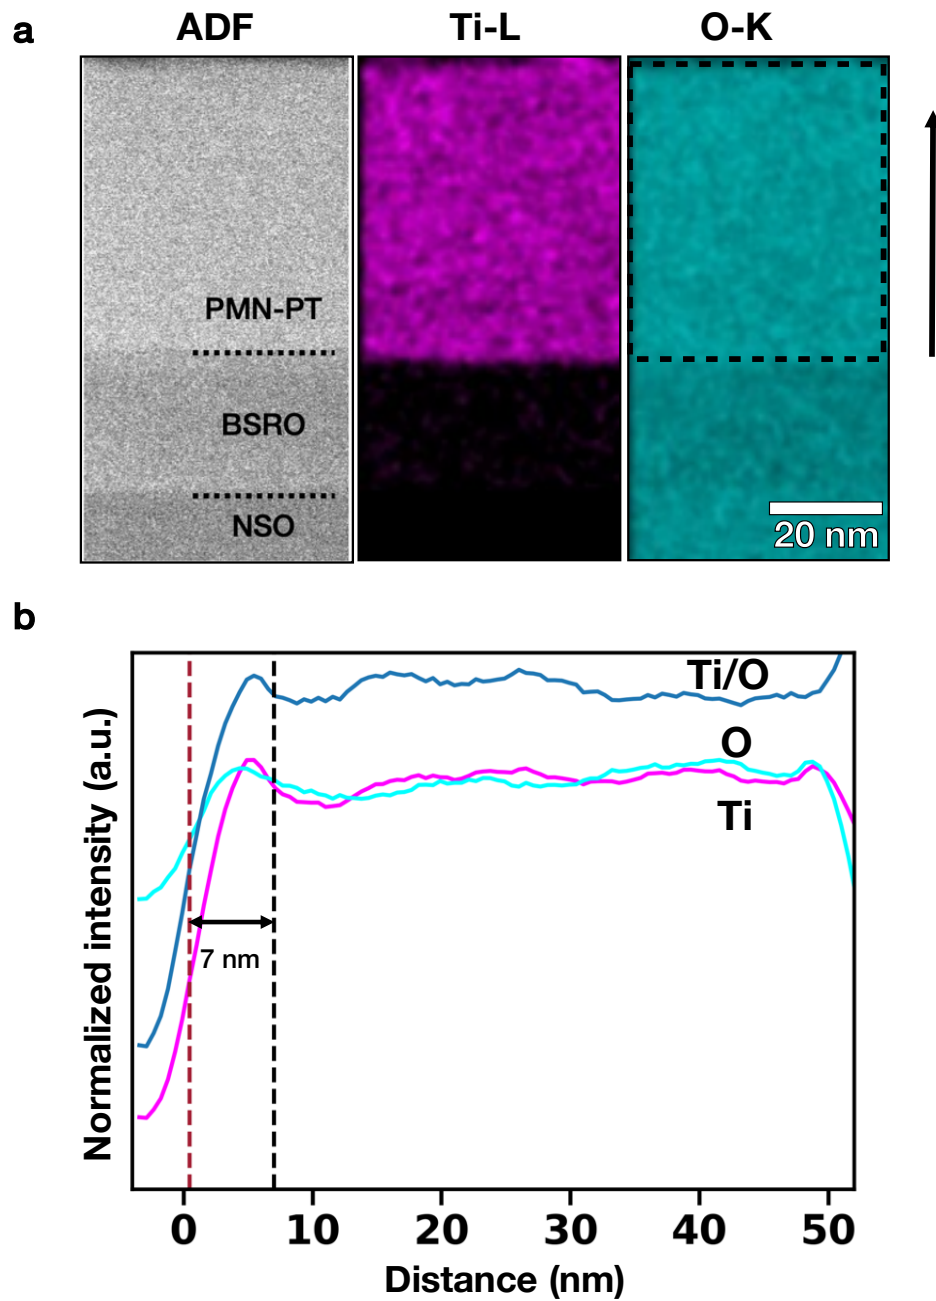 a
ADF
Ti-L
O-K
PMN-PT
BSRO
NSO
20 nm
b
Ti/O
O
Ti
7 nm
Normalized intensity (a.u.)
0 10 20 30 40 50
Distance (nm)